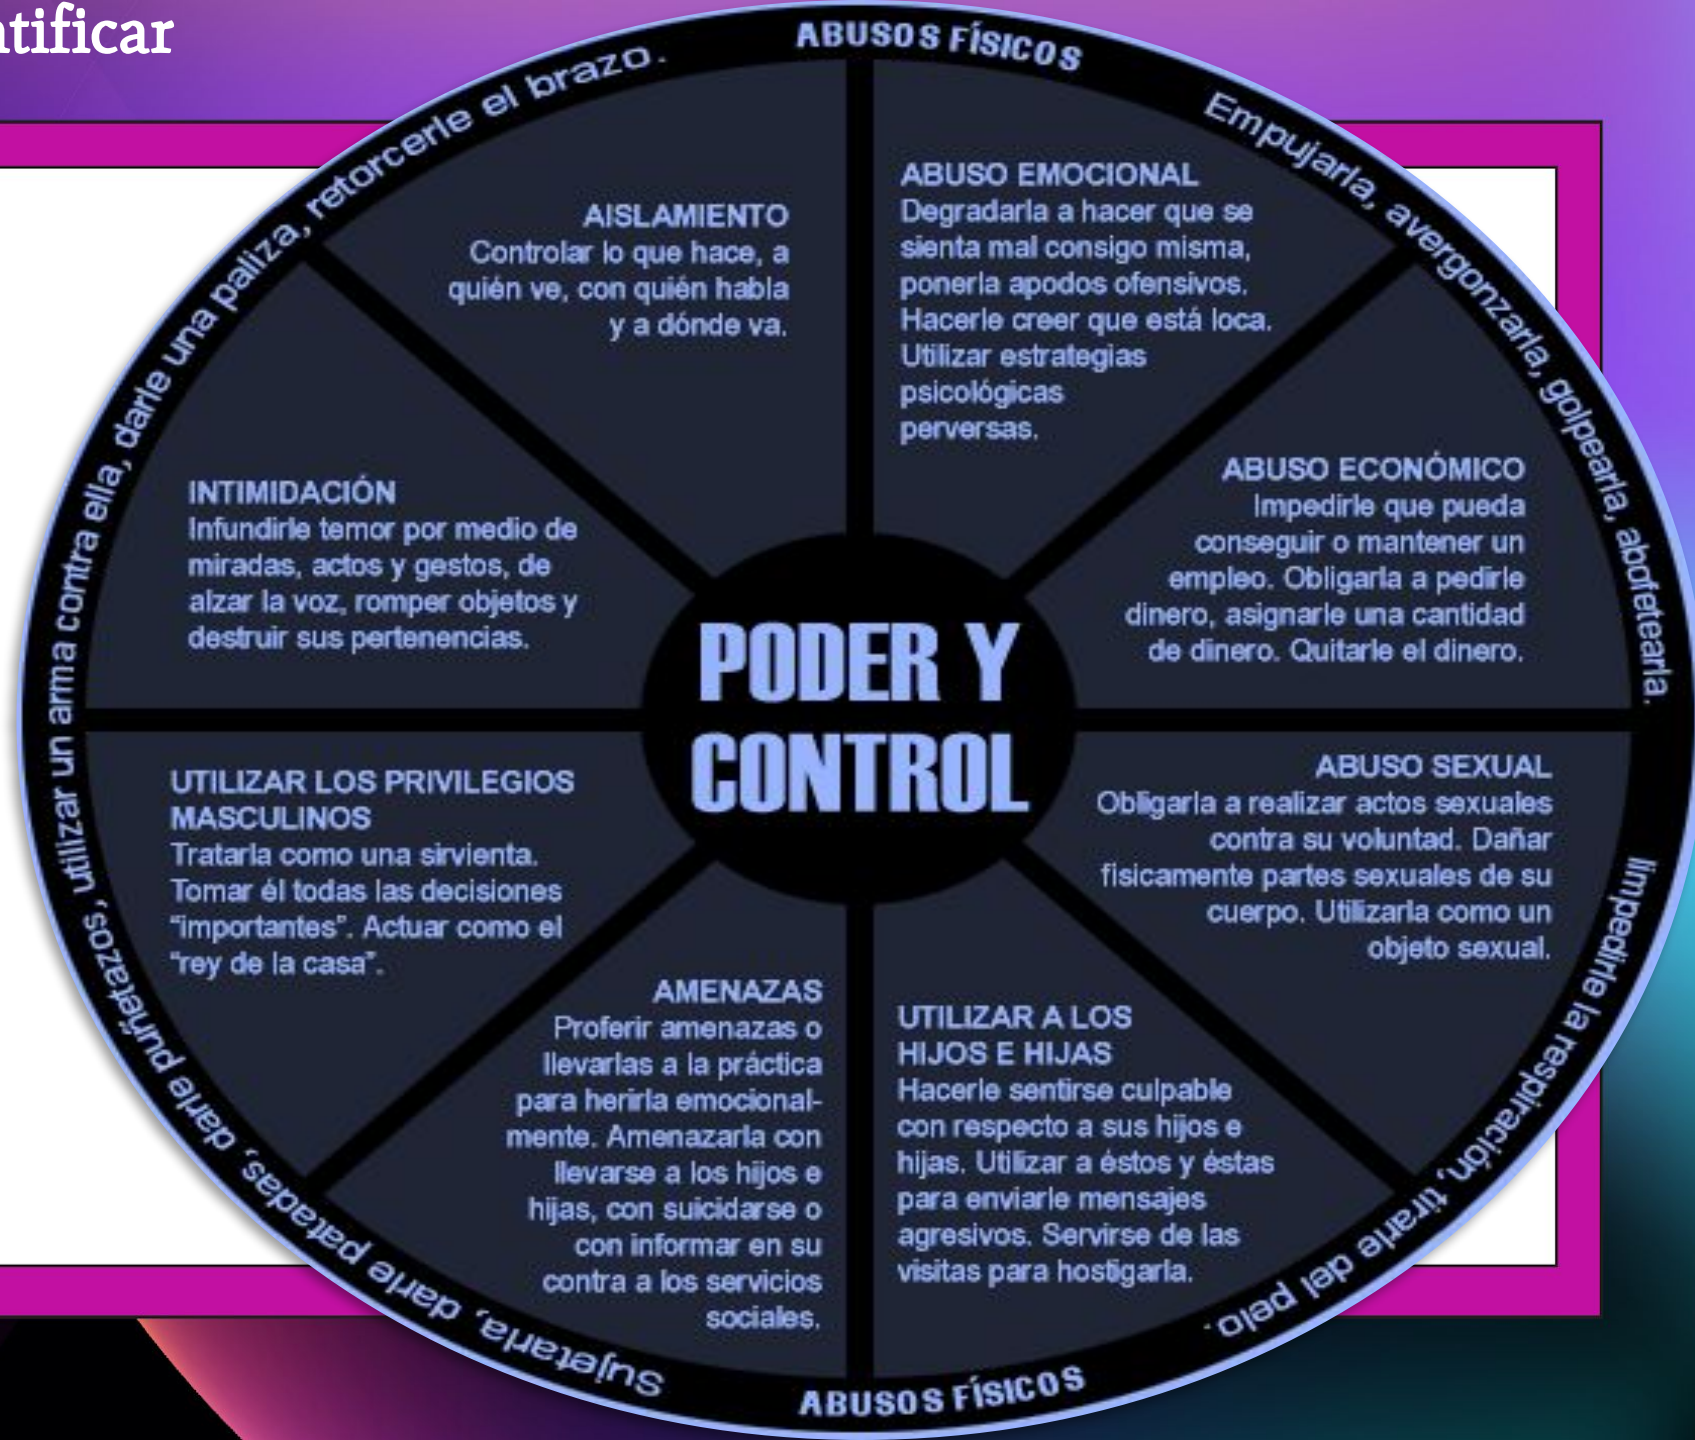 ntificar
ABUSOS FÍSICOS
Empujarla, avergonzarla, golpearla, abofetearla.
Iimpedirle la respiración, tirarle del pelo.
ABUSOS FÍSICOS
Sujetarla, darle patadas, darle puñetazos, utilizar un arma contra ella, darle una paliza, retorcerle el brazo.
ABUSO EMOCIONAL
Degradarla a hacer que se
sienta mal consigo misma,
ponerla apodos ofensivos.
Hacerle creer que está loca.
Utilizar estrategias
psicológicas
perversas.
ABUSO ECONÓMICO
Impedirle que pueda
conseguir o mantener un
empleo. Obligarla a pedirle
dinero, asignarle una cantidad
de dinero. Quitarle el dinero.
ABUSO SEXUAL
Obligarla a realizar actos sexuales
contra su voluntad. Dañar
fisicamente partes sexuales de su
cuerpo. Utilizarla como un
objeto sexual.
UTILIZAR A LOS
HIJOS E HIJAS
Hacerle sentirse culpable
con respecto a sus hijos e
hijas. Utilizar a éstos y éstas
para enviarle mensajes
agresivos. Servirse de las
visitas para hostigarla.
AMENAZAS
Proferir amenazas o
llevarlas a la práctica
para herirla emocional-
mente. Amenazarla con
llevarse a los hijos e
hijas, con suicidarse o
con informar en su
contra a los servicios
sociales.
UTILIZAR LOS PRIVILEGIOS
MASCULINOS
Tratarla como una sirvienta.
Tomar él todas las decisiones
“importantes”. Actuar como el
“rey de la casa”.
INTIMIDACIÓN
Infundirle temor por medio de
miradas, actos y gestos, de
alzar la voz, romper objetos y
destruir sus pertenencias.
AISLAMIENTO
Controlar lo que hace, a
quién ve, con quién habla
y a dónde va.
PODER Y
CONTROL